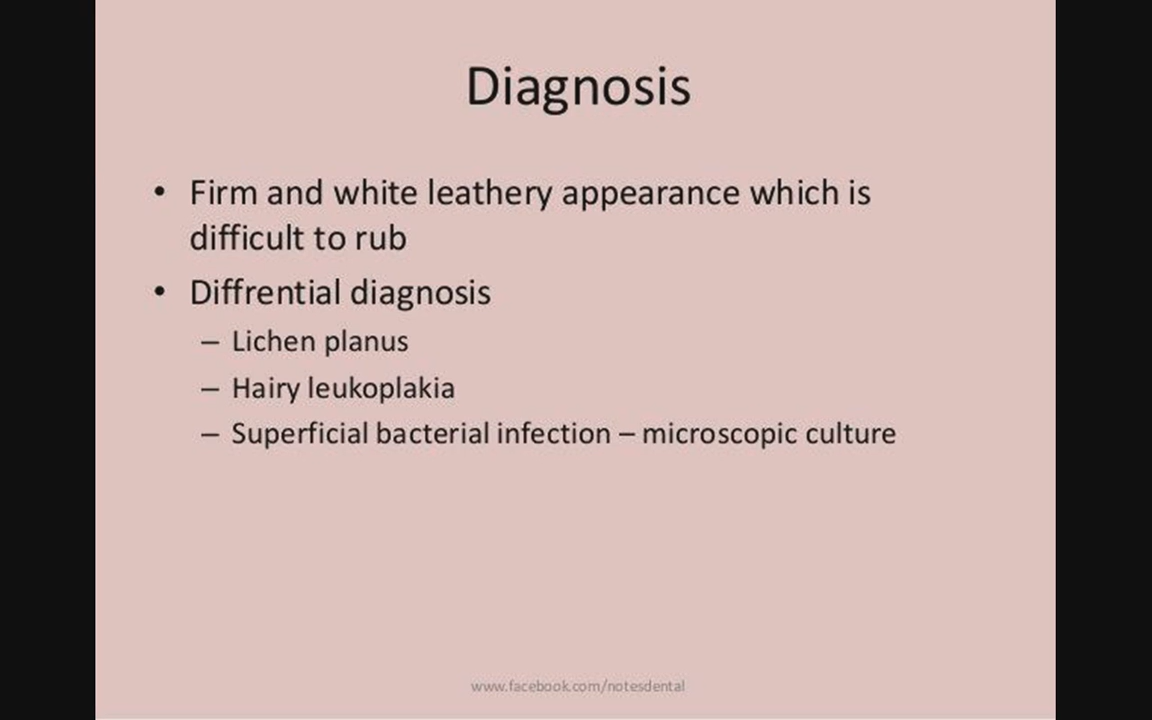 Diagnosis
• Firm and white leathery appearance which is
difficult to rub
• Diffrential diagnosis
– Lichen planus
– Hairy leukoplakia
– Superficial bacterial infection – microscopic culture
www.facebook.com/notesdental